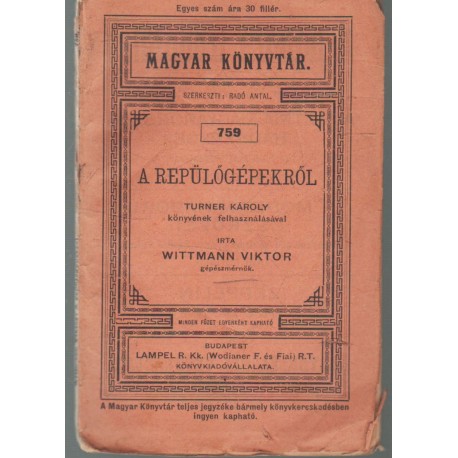 Egyes szám ára 30 fillér.
MAGYAR KÖNYVTÁR.
SZERKESZTI: RADÓ ANTAL.
759
A REPÜLŐGÉPEKRŐL
TURNER KÁROLY
könyvének felhasználásával
IRTA
WITTMANN VIKTOR
gépészmérnök.
MINDEN FÜZET EGYENKÉNT KAPHATÓ
BUDAPEST
LAMPEL R. Kk. (Wodianer F. és Fiai) R.T.
KÖNYVKIADÓVÁLLALATA.
A Magyar Könyvtár teljes jegyzéke bármely könyvkereskedésben
ingyen kapható.